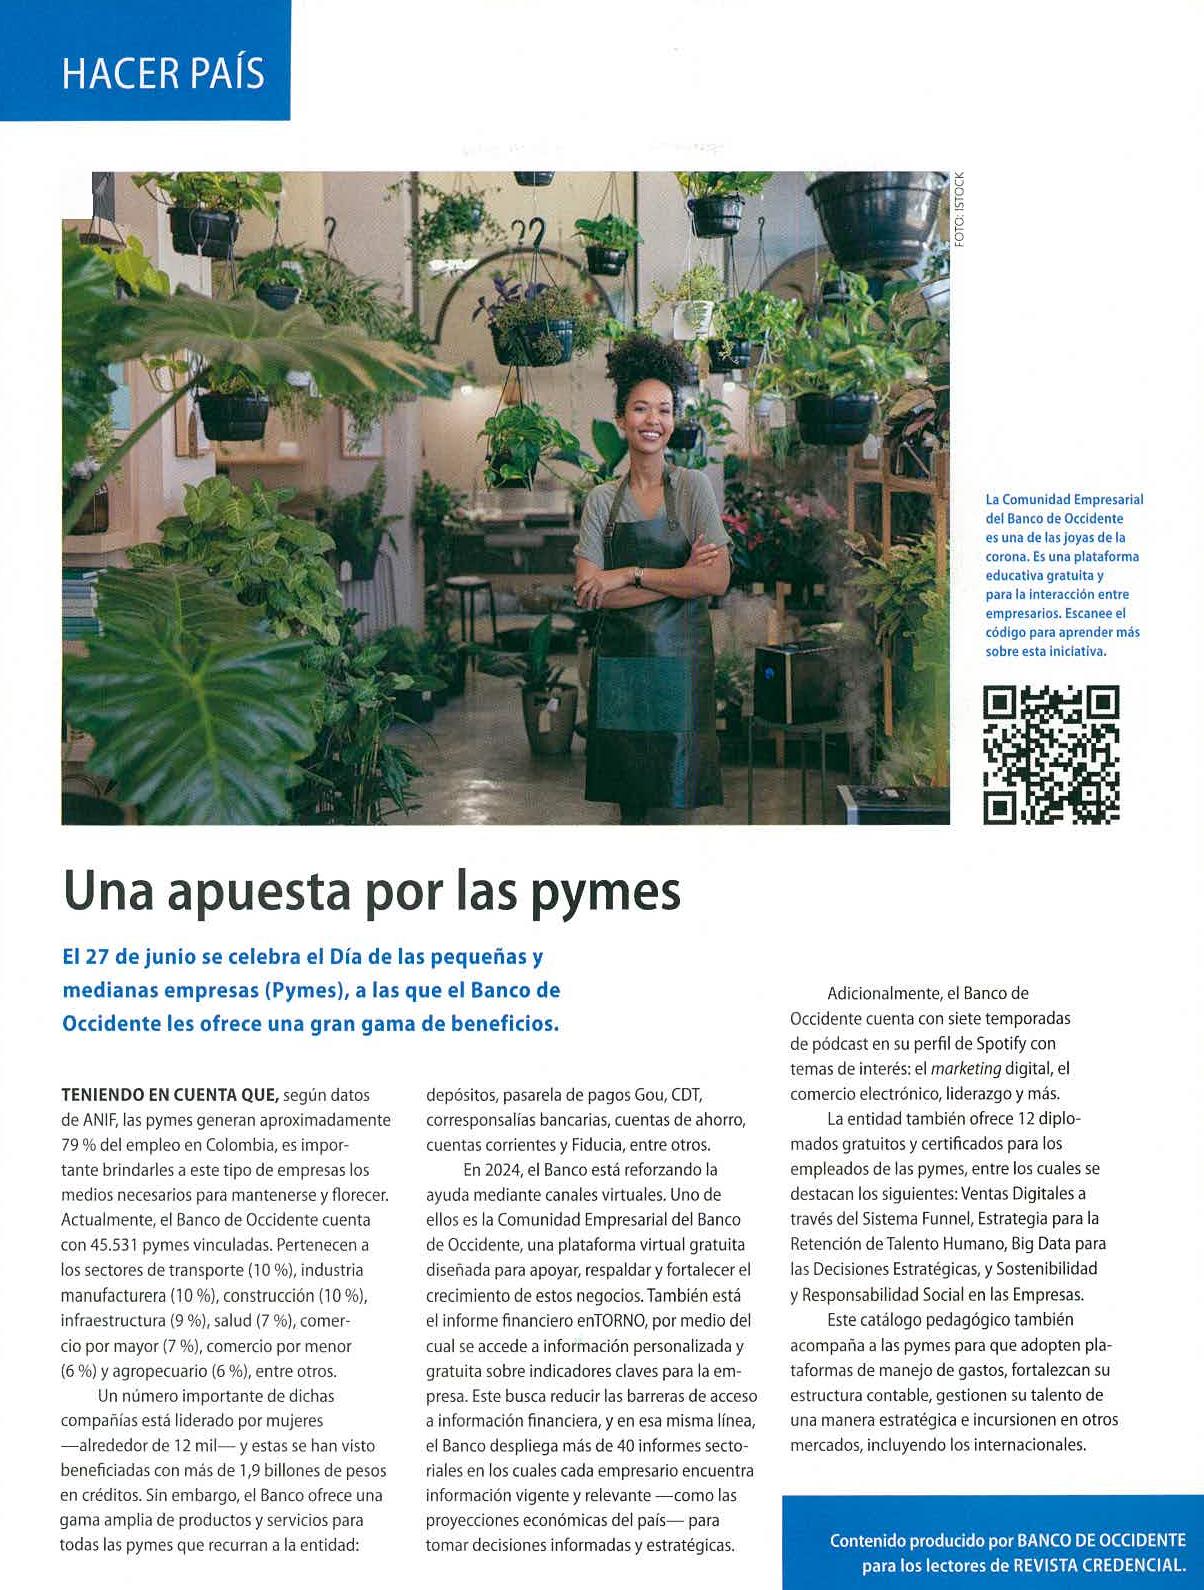 HACER PAÍS
FOTO: ISTOCK
La Comunidad Empresarial
del Banco de Occidente
es una de las joyas de la
corona. Es una plataforma
educativa gratuita y
para la interacción entre
empresarios. Escanee el
código para aprender más
sobre esta iniciativa.
Una apuesta por las pymes
El 27 de junio se celebra el Día de las pequeñas y
medianas empresas (Pymes), a las que el Banco de
Occidente les ofrece una gran gama de beneficios.
TENIENDO EN CUENTA QUE, según datos
de ANIF, las pymes generan aproximadamente
79 % del empleo en Colombia, es impor-
tante brindarles a este tipo de empresas los
medios necesarios para mantenerse y florecer.
Actualmente, el Banco de Occidente cuenta
con 45.531 pymes vinculadas. Pertenecen a
los sectores de transporte (10 %), industria
manufacturera (10 %), construcción (10 %),
infraestructura (9 %), salud (7 %), comer-
cio por mayor (7 %), comercio por menor
(6 %) y agropecuario (6 %), entre otros.
Un número importante de dichas
compañías está liderado por mujeres
—alrededor de 12 mil— y estas se han visto
beneficiadas con más de 1,9 billones de pesos
en créditos. Sin embargo, el Banco ofrece una
gama amplia de productos y servicios para
todas las pymes que recurran a la entidad:
depósitos, pasarela de pagos Gou, CDT,
corresponsalías bancarias, cuentas de ahorro,
cuentas corrientes y Fiducia, entre otros.
En 2024, el Banco está reforzando la
ayuda mediante canales virtuales. Uno de
ellos es la Comunidad Empresarial del Banco
de Occidente, una plataforma virtual gratuita
diseñada para apoyar, respaldar y fortalecer el
crecimiento de estos negocios. También está
el informe financiero enTORNO, por medio del
cual se accede a información personalizada y
gratuita sobre indicadores claves para la em-
presa. Este busca reducir las barreras de acceso
a información financiera, y en esa misma línea,
el Banco despliega más de 40 informes secto-
riales en los cuales cada empresario encuentra
información vigente y relevante —como las
proyecciones económicas del país— para
tomar decisiones informadas y estratégicas.
Adicionalmente, el Banco de
Occidente cuenta con siete temporadas
de pódcast en su perfil de Spotify con
temas de interés: el marketing digital, el
comercio electrónico, liderazgo y más.
La entidad también ofrece 12 diplo-
mados gratuitos y certificados para los
empleados de las pymes, entre los cuales se
destacan los siguientes: Ventas Digitales a
través del Sistema Funnel, Estrategia para la
Retención de Talento Humano, Big Data para
las Decisiones Estratégicas, y Sostenibilidad
y Responsabilidad Social en las Empresas.
Este catálogo pedagógico también
acompaña a las pymes para que adopten pla-
taformas de manejo de gastos, fortalezcan su
estructura contable, gestionen su talento de
una manera estratégica e incursionen en otros
mercados, incluyendo los internacionales.
Contenido producido por BANCO DE OCCIDENTE
para los lectores de REVISTA CREDENCIAL.